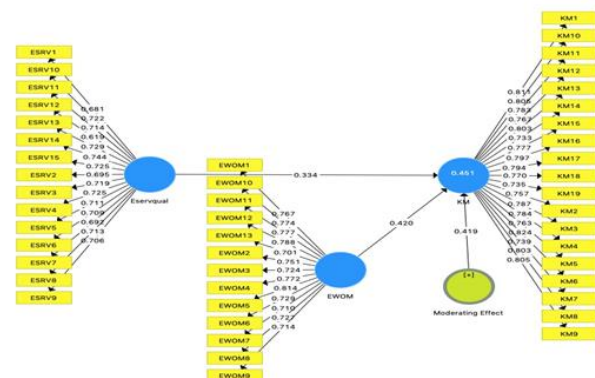 ESRV1
ESRV10
ESRV11
ESRV12
ESRV13
ESRV14
ESRV15
ESRV2
ESRV3
ESRV4
ESRV5
ESRV6
ESRV7
ESRV8
ESRV9
0.681
0.722
0.714
0.619
0.729
0.744
0.725
0.695
0.719
0.725
0.711
0.709
0.713
0.706
Eservqual
EWOM1
EWOM10
EWOM11
EWOM12
EWOM13
EWOM2
EWOM3
EWOM4
EWOM5
EWOM6
EWOM7
EWOM8
EWOM9
0.767
0.774
0.777
0.788
0.701
0.751
0.724
0.772
0.814
0.729
0.710
0.727
0.714
EWOM
0.334
0.420
0.419
0.451
KM
[+]
Moderating Effect
0.811
0.805
0.783
0.803
0.733
0.777
0.797
0.794
0.770
0.735
0.757
0.787
0.784
0.763
0.824
0.739
0.803
0.805
KM1
KM10
KM11
KM12
KM13
KM14
KM15
KM16
KM17
KM18
KM19
KM2
KM3
KM4
KM5
KM6
KM7
KM8
KM9